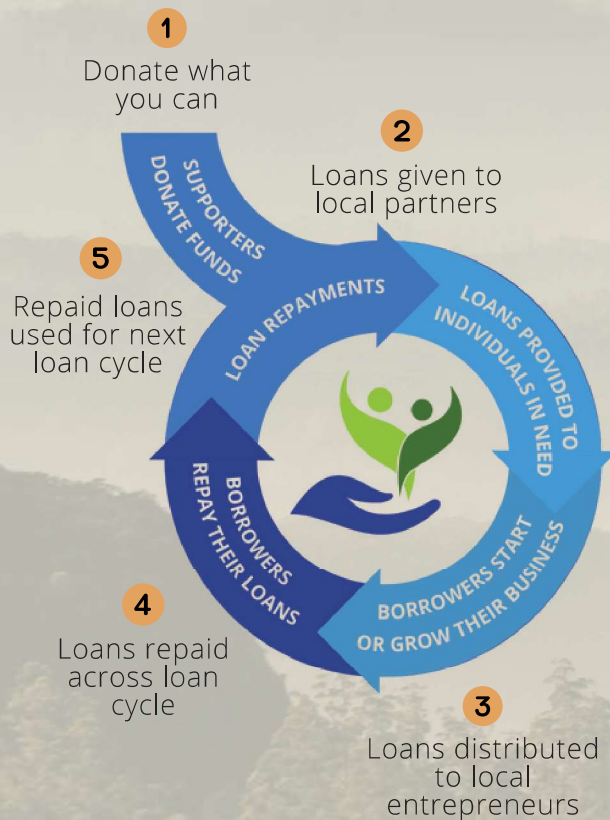 1
Donate what
you can
SUPPORTERS
DONATE FUNDS
2
Loans given to
local partners
LOANS PROVIDED TO
INDIVIDUALS IN NEED
3
Loans distributed
to local
entrepreneurs
BORROWERS START
OR GROW THEIR BUSINESS
4
Loans repaid
across loan
cycle
BORROWERS
REPAY THEIR LOANS
5
Repaid loans
used for next
loan cycle
LOAN REPAYMENTS